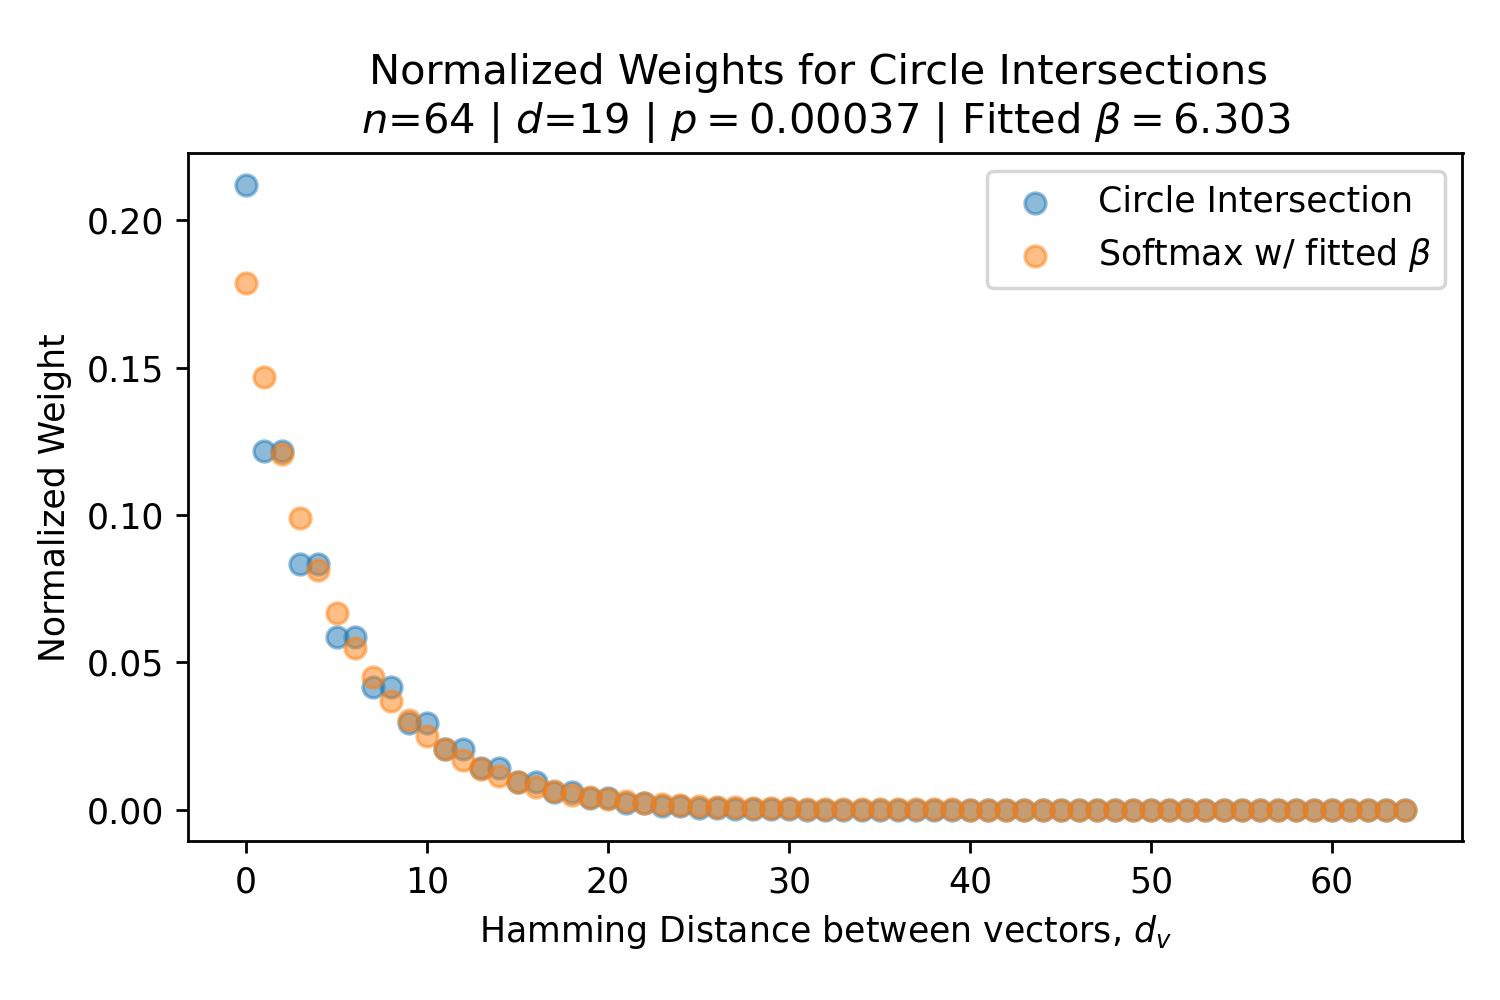 Normalized Weights for Circle Intersections
n=64 | d=19 | p = 0.00037 | Fitted β = 6.303
Circle Intersection
Softmax w/ fitted β
Normalized Weight
0.20
0.15
0.10
0.05
0.00
0 10 20 30 40 50 60
Hamming Distance between vectors, dᵥ